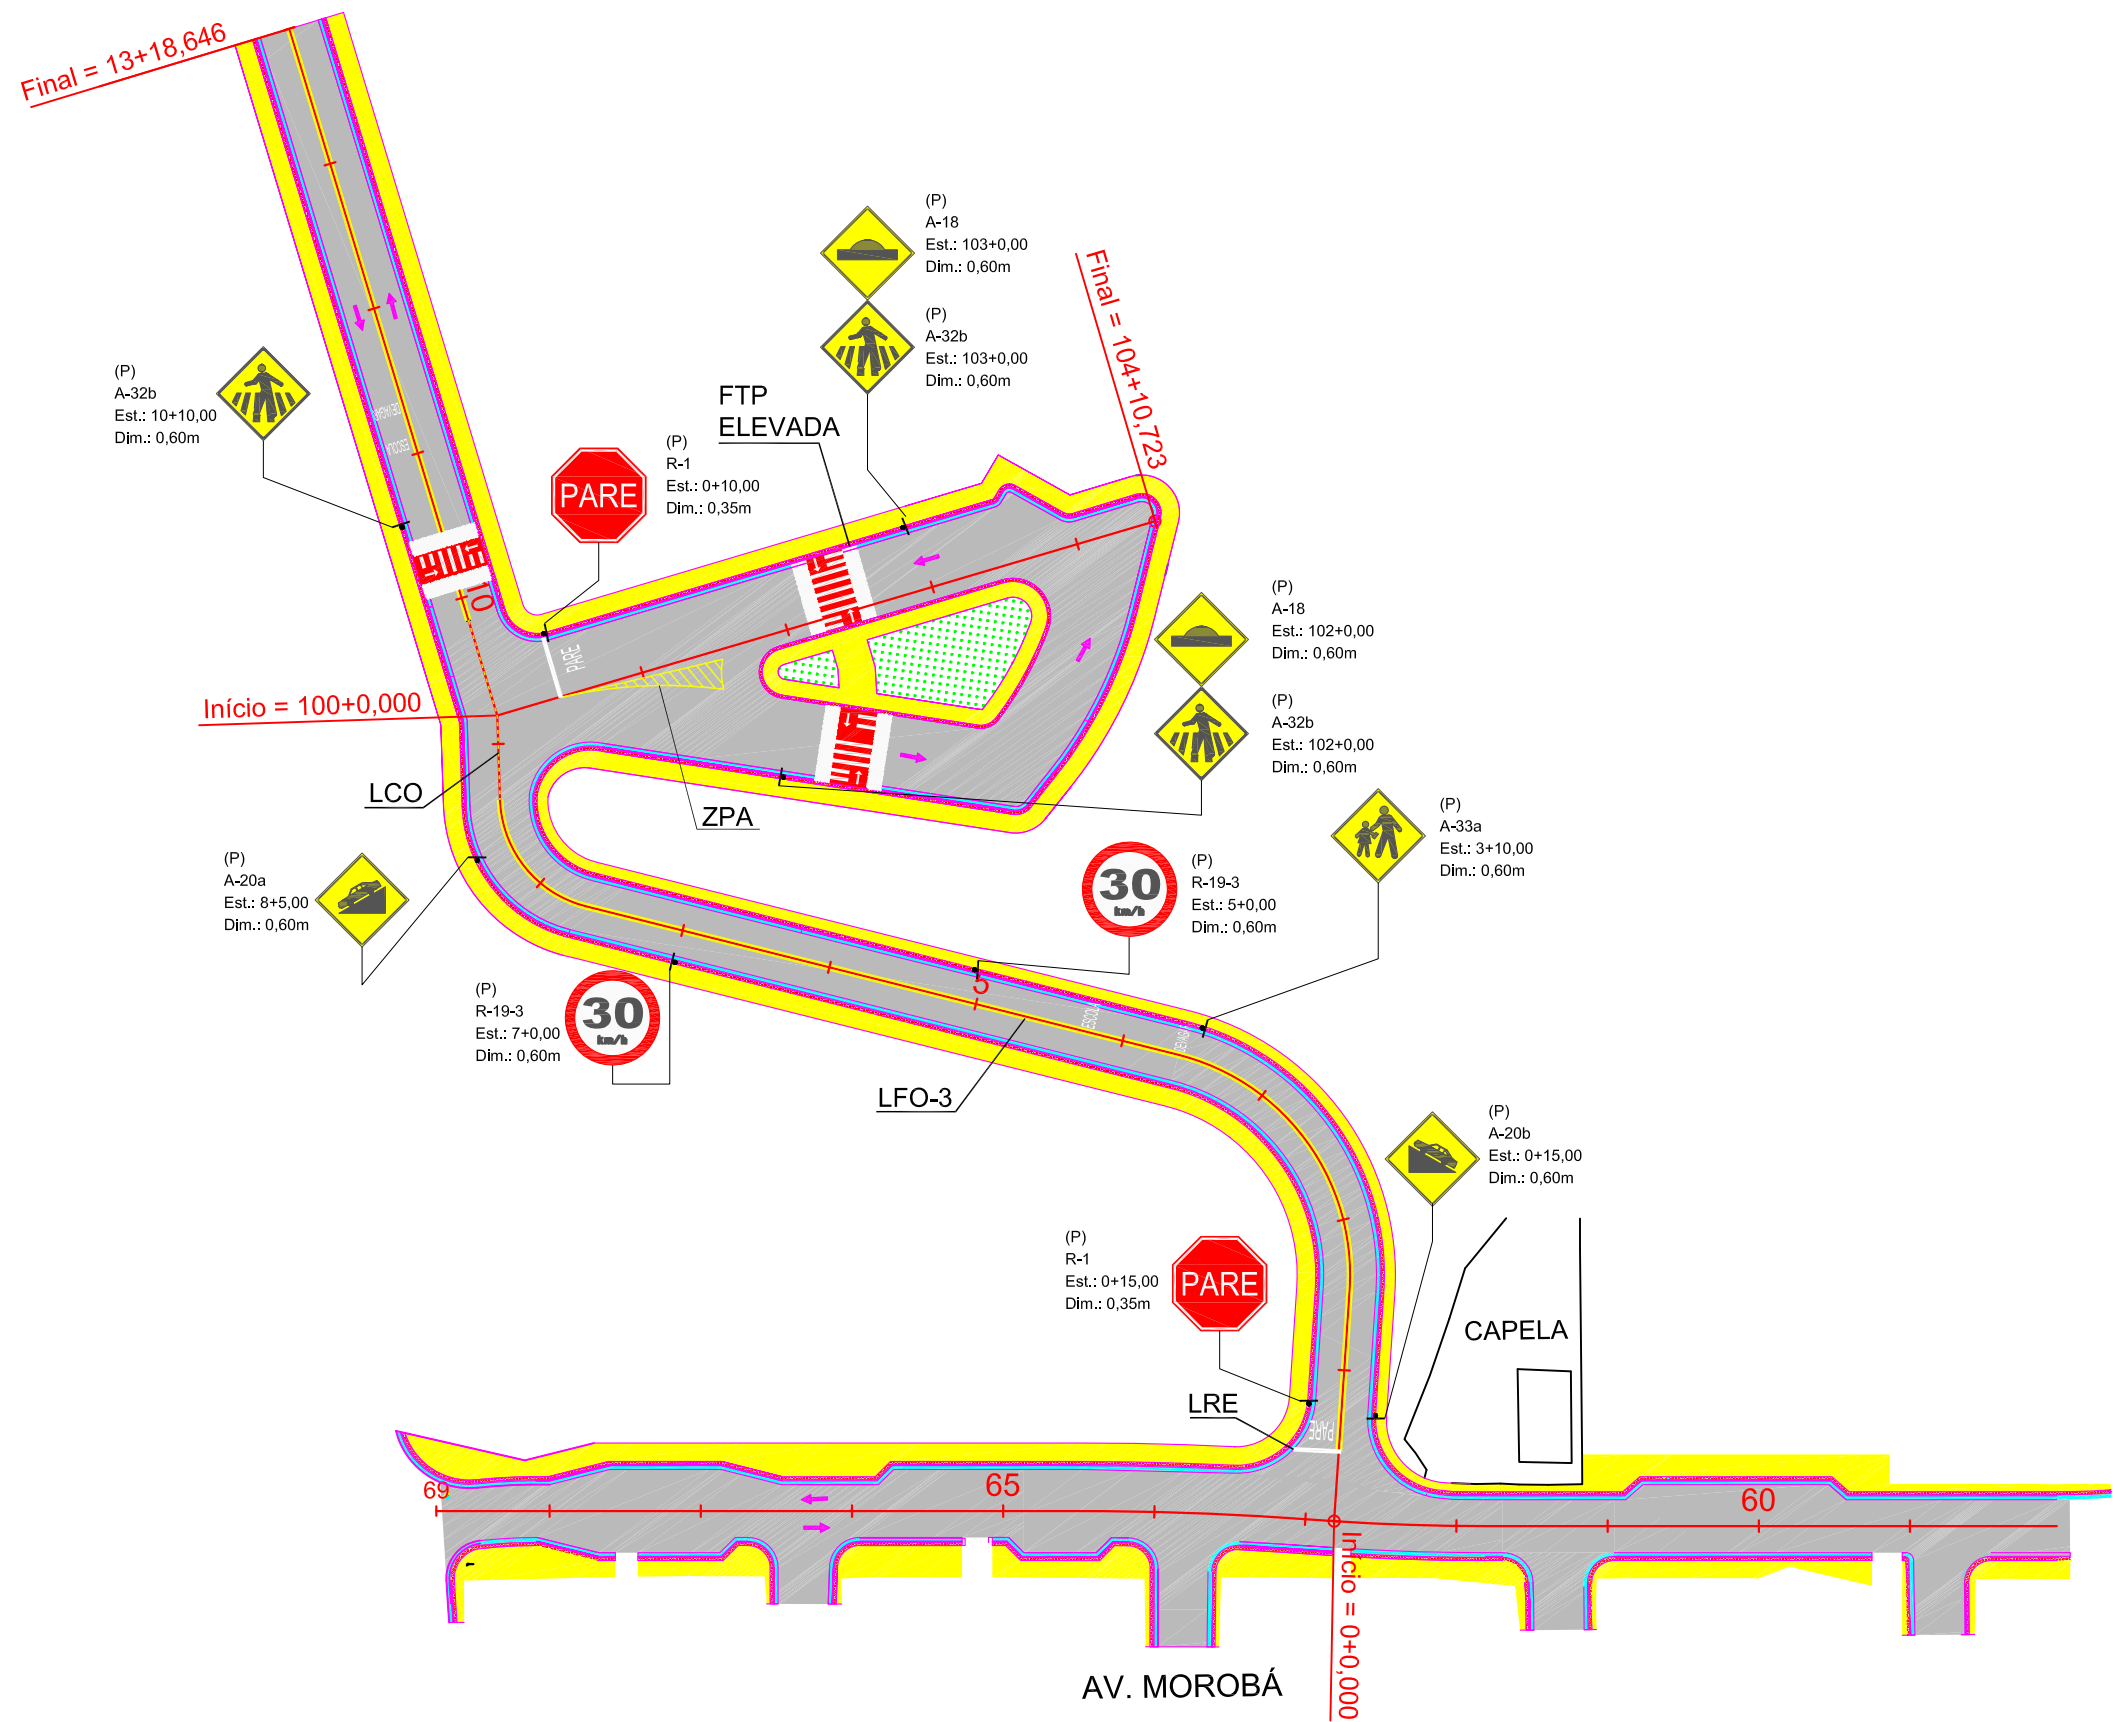 Final = 13+18,646
(P)
A-18
Est.: 103+0,00
Dim.: 0,60m
(P)
A-32b
Est.: 103+0,00
Dim.: 0,60m
Final = 104+10,723
(P)
A-32b
Est.: 10+10,00
Dim.: 0,60m
FTP
ELEVADA
PARE
(P)
R-1
Est.: 0+10,00
Dim.: 0,35m
DEVAGAR
ESCOLA
10
PARE
(P)
A-18
Est.: 102+0,00
Dim.: 0,60m
(P)
A-32b
Est.: 102+0,00
Dim.: 0,60m
Início = 100+0,000
LCO
ZPA
(P)
A-33a
Est.: 3+10,00
Dim.: 0,60m
(P)
A-20a
Est.: 8+5,00
Dim.: 0,60m
30
km/h
(P)
R-19-3
Est.: 5+0,00
Dim.: 0,60m
(P)
R-19-3
Est.: 7+0,00
Dim.: 0,60m
30
km/h
5
ESCOLA
DEVAGAR
LFO-3
(P)
A-20b
Est.: 0+15,00
Dim.: 0,60m
(P)
R-1
Est.: 0+15,00
Dim.: 0,35m
PARE
CAPELA
LRE
PARE
69
65
60
Início = 0+0,000
AV. MOROBÁ